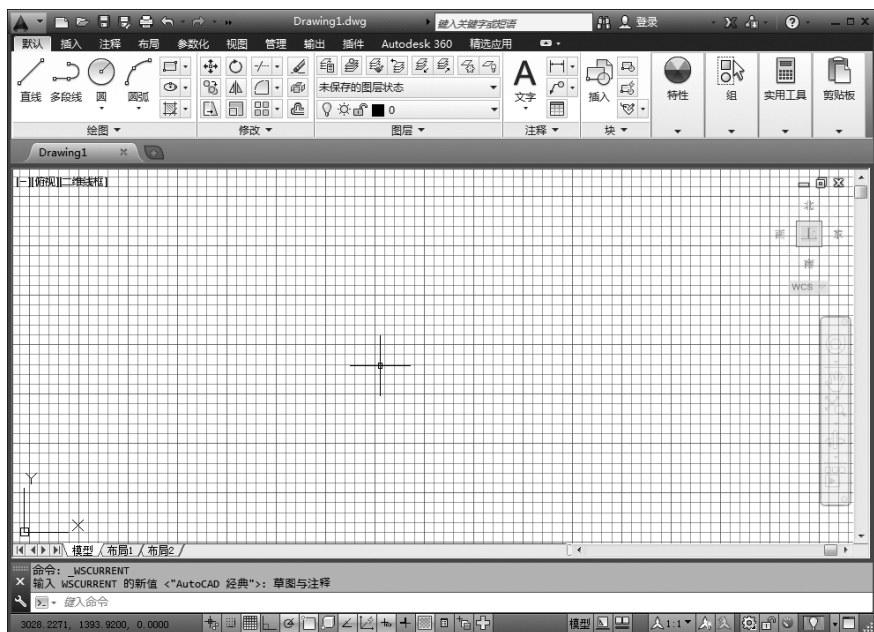 Drawing1.dwg 键入关键字或短语 登录
默认 插入 注释 布局 参数化 视图 管理 输出 插件 Autodesk 360 精选应用
未保存的图层状态
直线 多段线 圆 圆弧 文字 插入 特性 组 实用工具 剪贴板
0
绘图 修改 图层 注释 块
Drawing1
[-][俯视][二维线框]
北
上
南
WCS
Y
X
模型 布局1 布局2
命令: _WSCURRENT
输入 WSCURRENT 的新值 <"AutoCAD 经典">: 草图与注释
键入命令
3028.2271, 1393.9200, 0.0000 模型 1:1